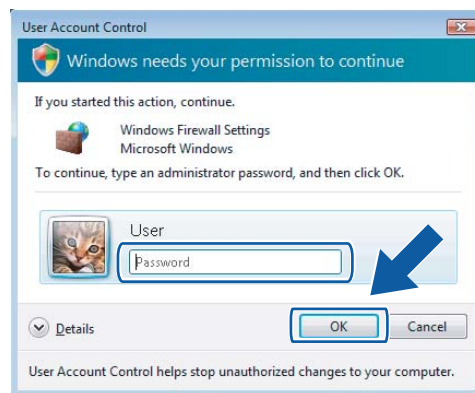 User Account Control
Windows needs your permission to continue
If you started this action, continue.
Windows Firewall Settings
Microsoft Windows
To continue, type an administrator password, and then click OK.
User
Password
Details
OK
Cancel
User Account Control helps stop unauthorized changes to your computer.